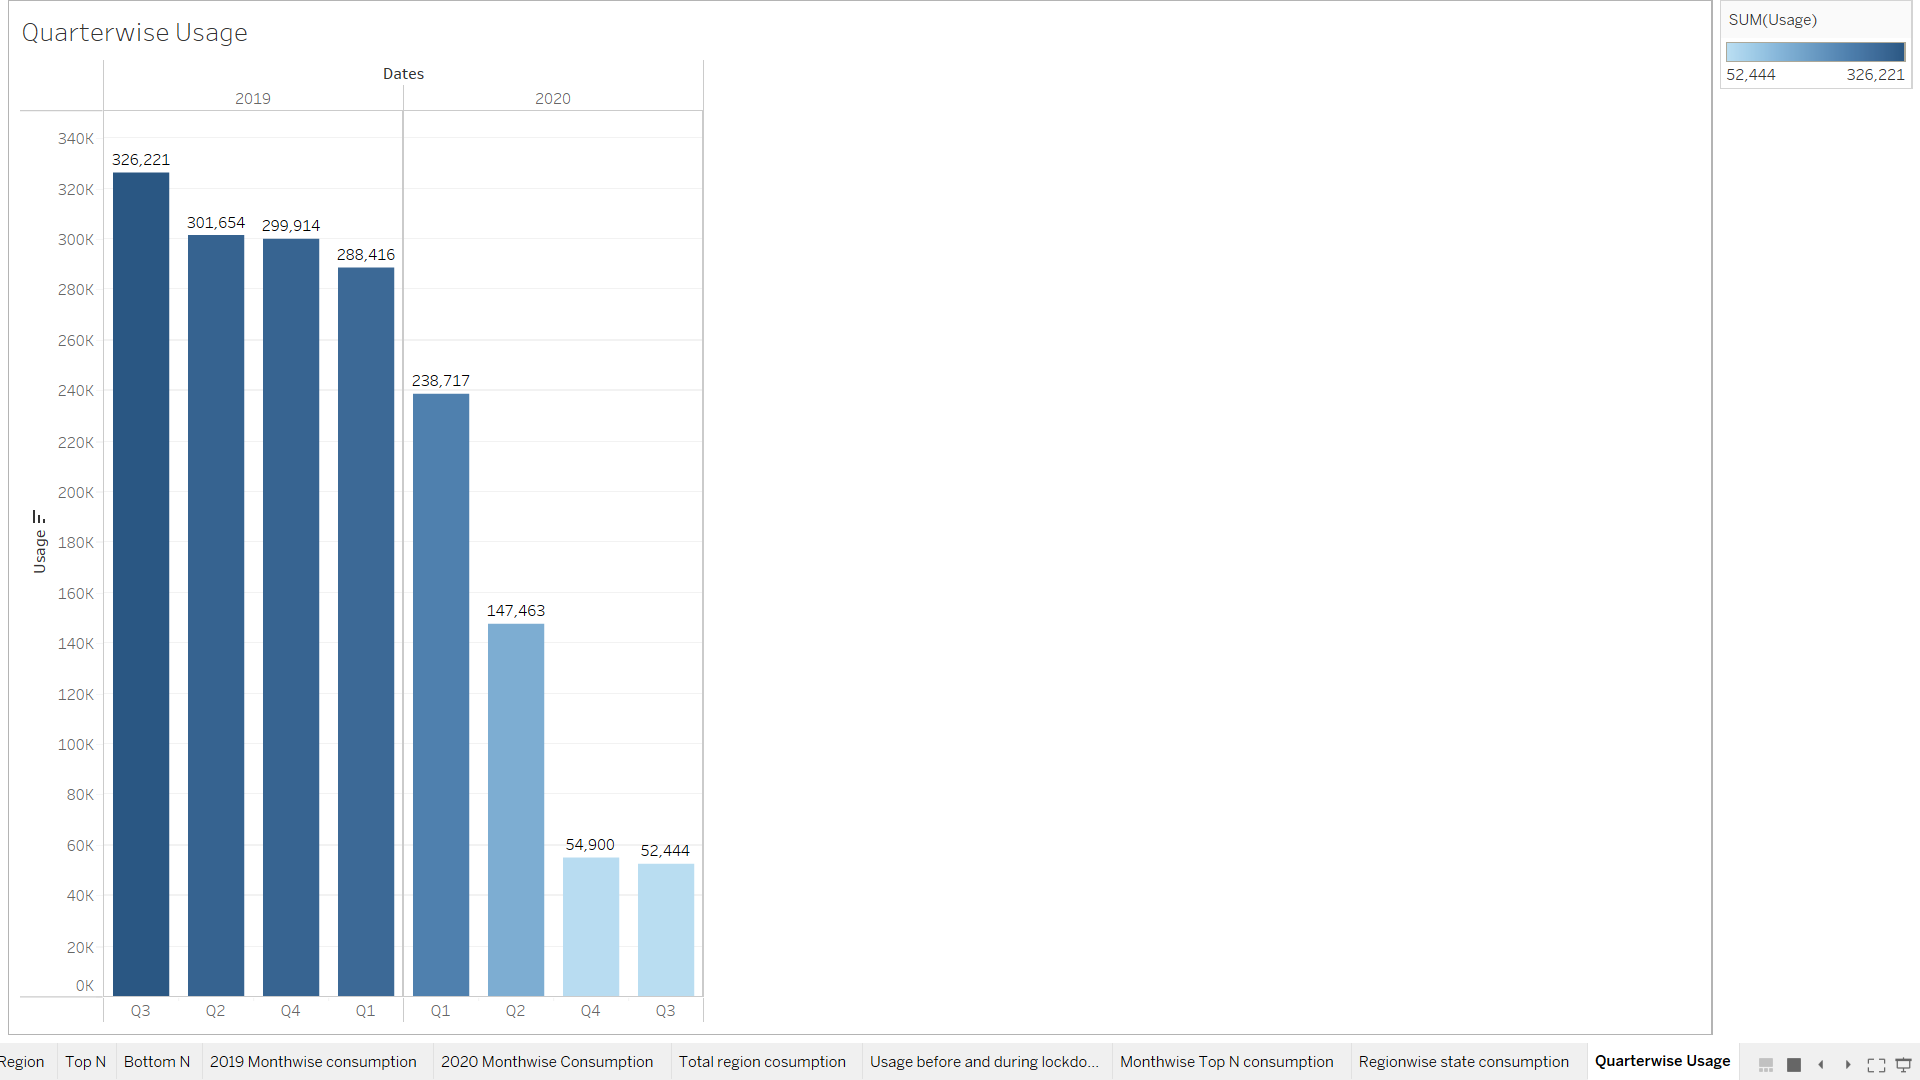 Quarterwise Usage
SUM(Usage)
52,444 326,221
Dates
2019 2020
340K
320K
300K
280K
260K
240K
220K
200K
180K
160K
140K
120K
100K
80K
60K
40K
20K
0K
Usage
326,221
301,654
299,914
288,416
238,717
147,463
54,900
52,444
Q3 Q2 Q4 Q1 Q1 Q2 Q4 Q3
Region Top N Bottom N 2019 Monthwise consumption 2020 Monthwise Consumption Total region cosumption Usage before and during lockdo... Monthwise Top N consumption Regionwise state consumption Quarterwise Usage